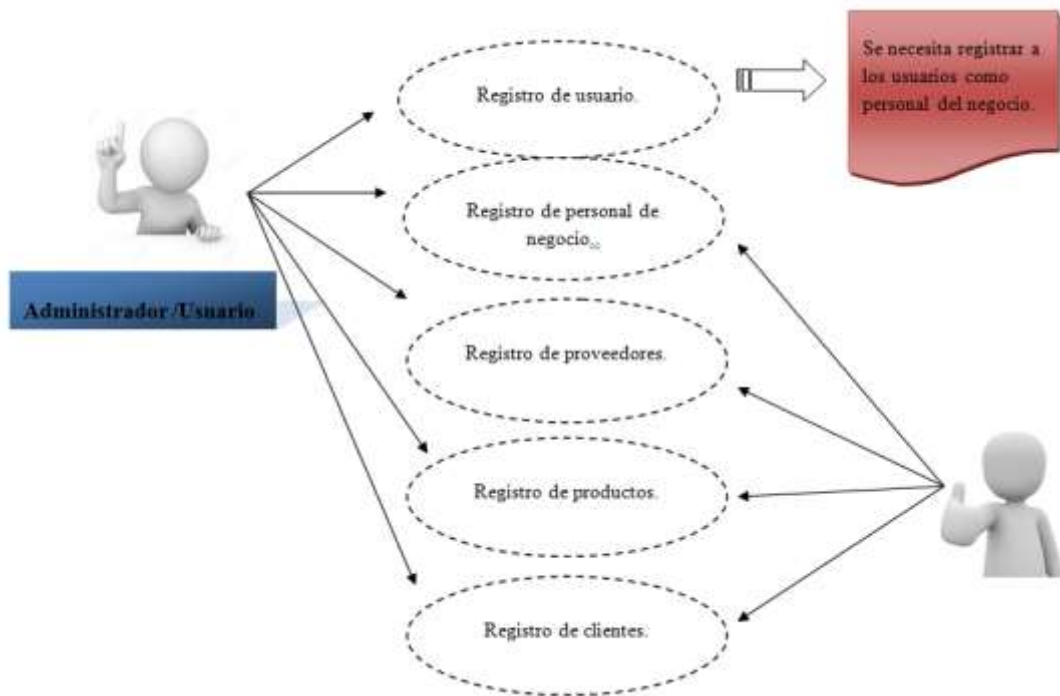 Registro de usuario.
Se necesita registrar a
los usuarios como
personal del negocio.
Registro de personal de
negocio.
Administrador /Usuario
Registro de proveedores.
Registro de productos.
Registro de clientes.